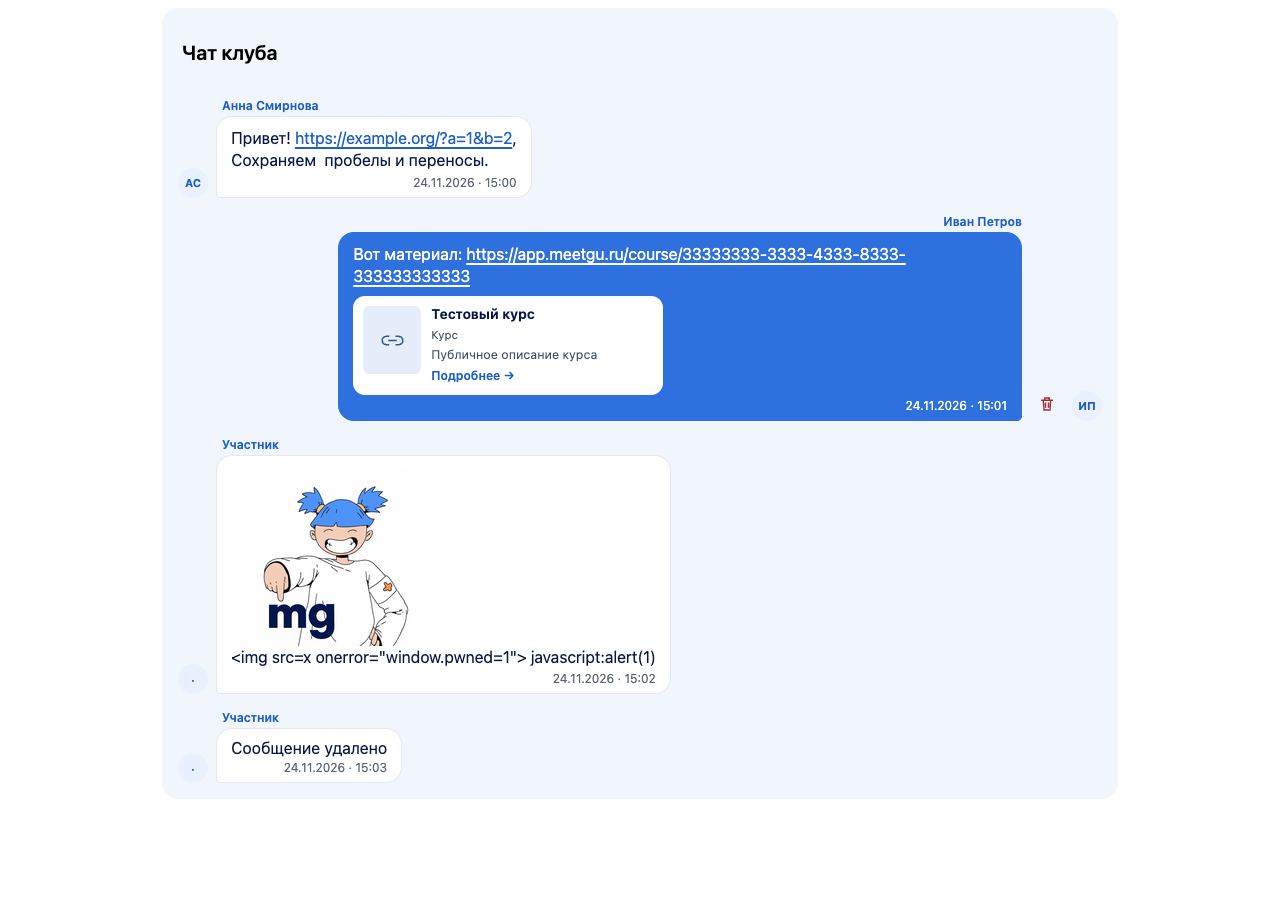 Чат клуба
Анна Смирнова
Привет! https://example.org/?a=1&b=2,
Сохраняем  пробелы и переносы.
АС
24.11.2026 · 15:00
Иван Петров
Вот материал: https://app.meetgu.ru/course/33333333-3333-4333-8333-
333333333333
Тестовый курс
Курс
Публичное описание курса
Подробнее →
24.11.2026 · 15:01
ИП
Участник
mg
<img src=x onerror="window.pwned=1"> javascript:alert(1)
.
24.11.2026 · 15:02
Участник
Сообщение удалено
.
24.11.2026 · 15:03